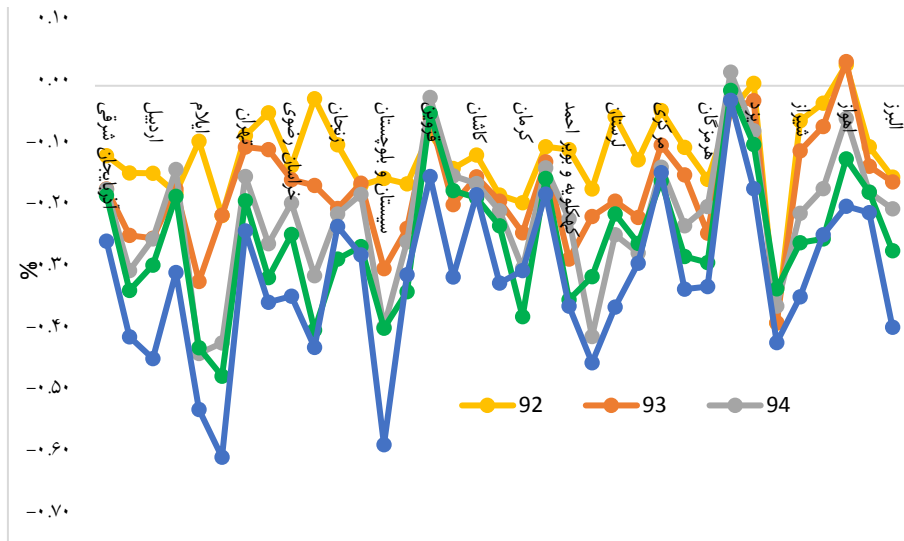 ۰.۱۰
۰.۰۰
-۰.۱۰
-۰.۲۰
-۰.۳۰
-۰.۴۰
-۰.۵۰
-۰.۶۰
-۰.۷۰
%
آذربایجان شرقی
اردبیل
ایلام
تهران
خراسان رضوی
زنجان
سیستان و بلوچستان
قزوین
کاشان
کرمان
کهگیلویه و بویر احمد
لرستان
مرکزی
هرمزگان
یزد
شیراز
اهواز
البرز
92
93
94